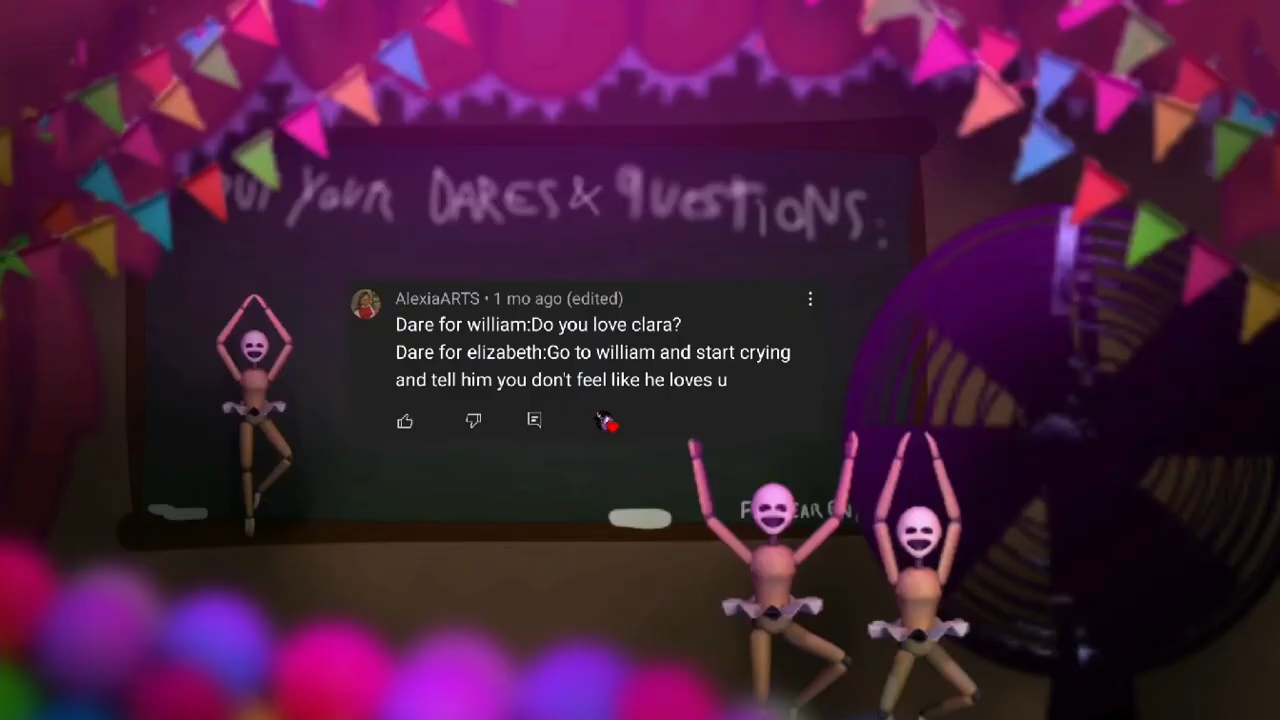 YOUR DARES & QUESTIONS:
AlexiaARTS • 1 mo ago (edited)
Dare for william:Do you love clara?
Dare for elizabeth:Go to william and start crying
and tell him you don't feel like he loves u